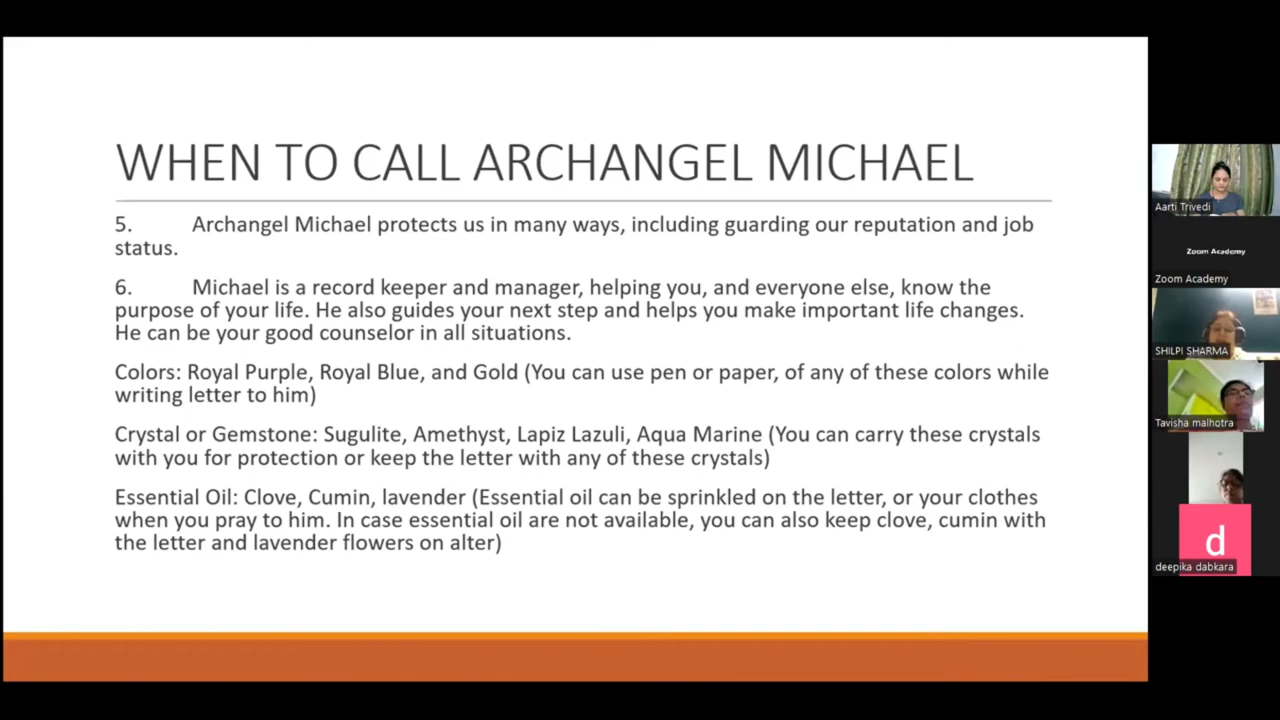 WHEN TO CALL ARCHANGEL MICHAEL
5. Archangel Michael protects us in many ways, including guarding our reputation and job
status.
6. Michael is a record keeper and manager, helping you, and everyone else, know the
purpose of your life. He also guides your next step and helps you make important life changes.
He can be your good counselor in all situations.
Colors: Royal Purple, Royal Blue, and Gold (You can use pen or paper, of any of these colors while
writing letter to him)
Crystal or Gemstone: Sugulite, Amethyst, Lapiz Lazuli, Aqua Marine (You can carry these crystals
with you for protection or keep the letter with any of these crystals)
Essential Oil: Clove, Cumin, lavender (Essential oil can be sprinkled on the letter, or your clothes
when you pray to him. In case essential oil are not available, you can also keep clove, cumin with
the letter and lavender flowers on alter)
Aarti Trivedi
Zoom Academy
Zoom Academy
SHILPI SHARMA
Tavisha malhotra
d
deepika dabkara